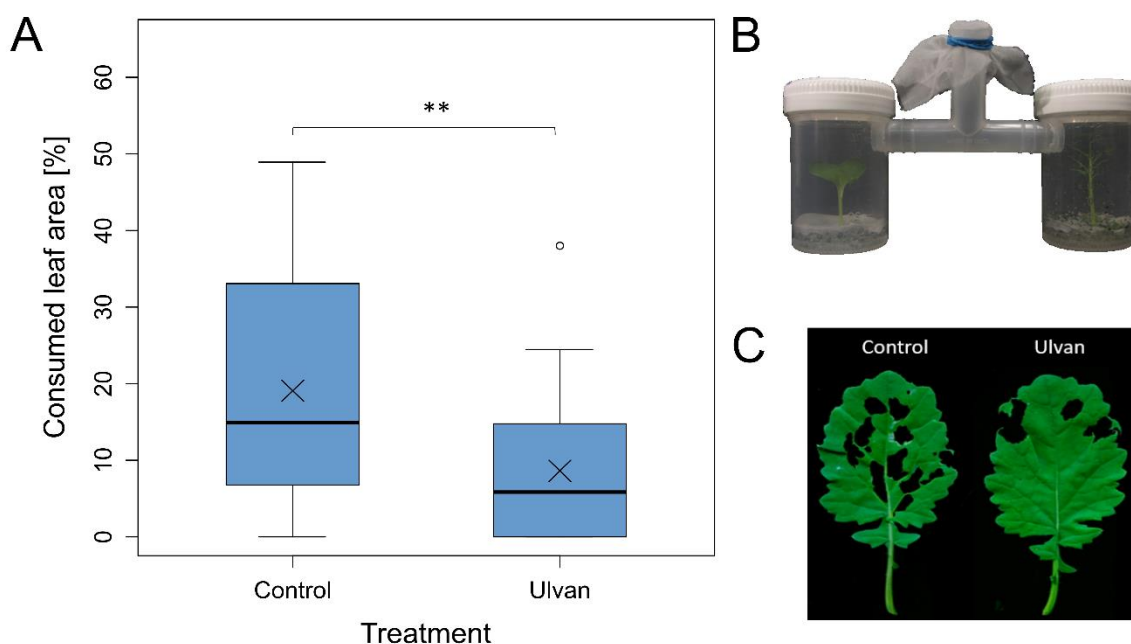 A
Consumed leaf area [%]
60
50
40
30
20
10
0
**
Control
Ulvan
Treatment
B
C
Control
Ulvan